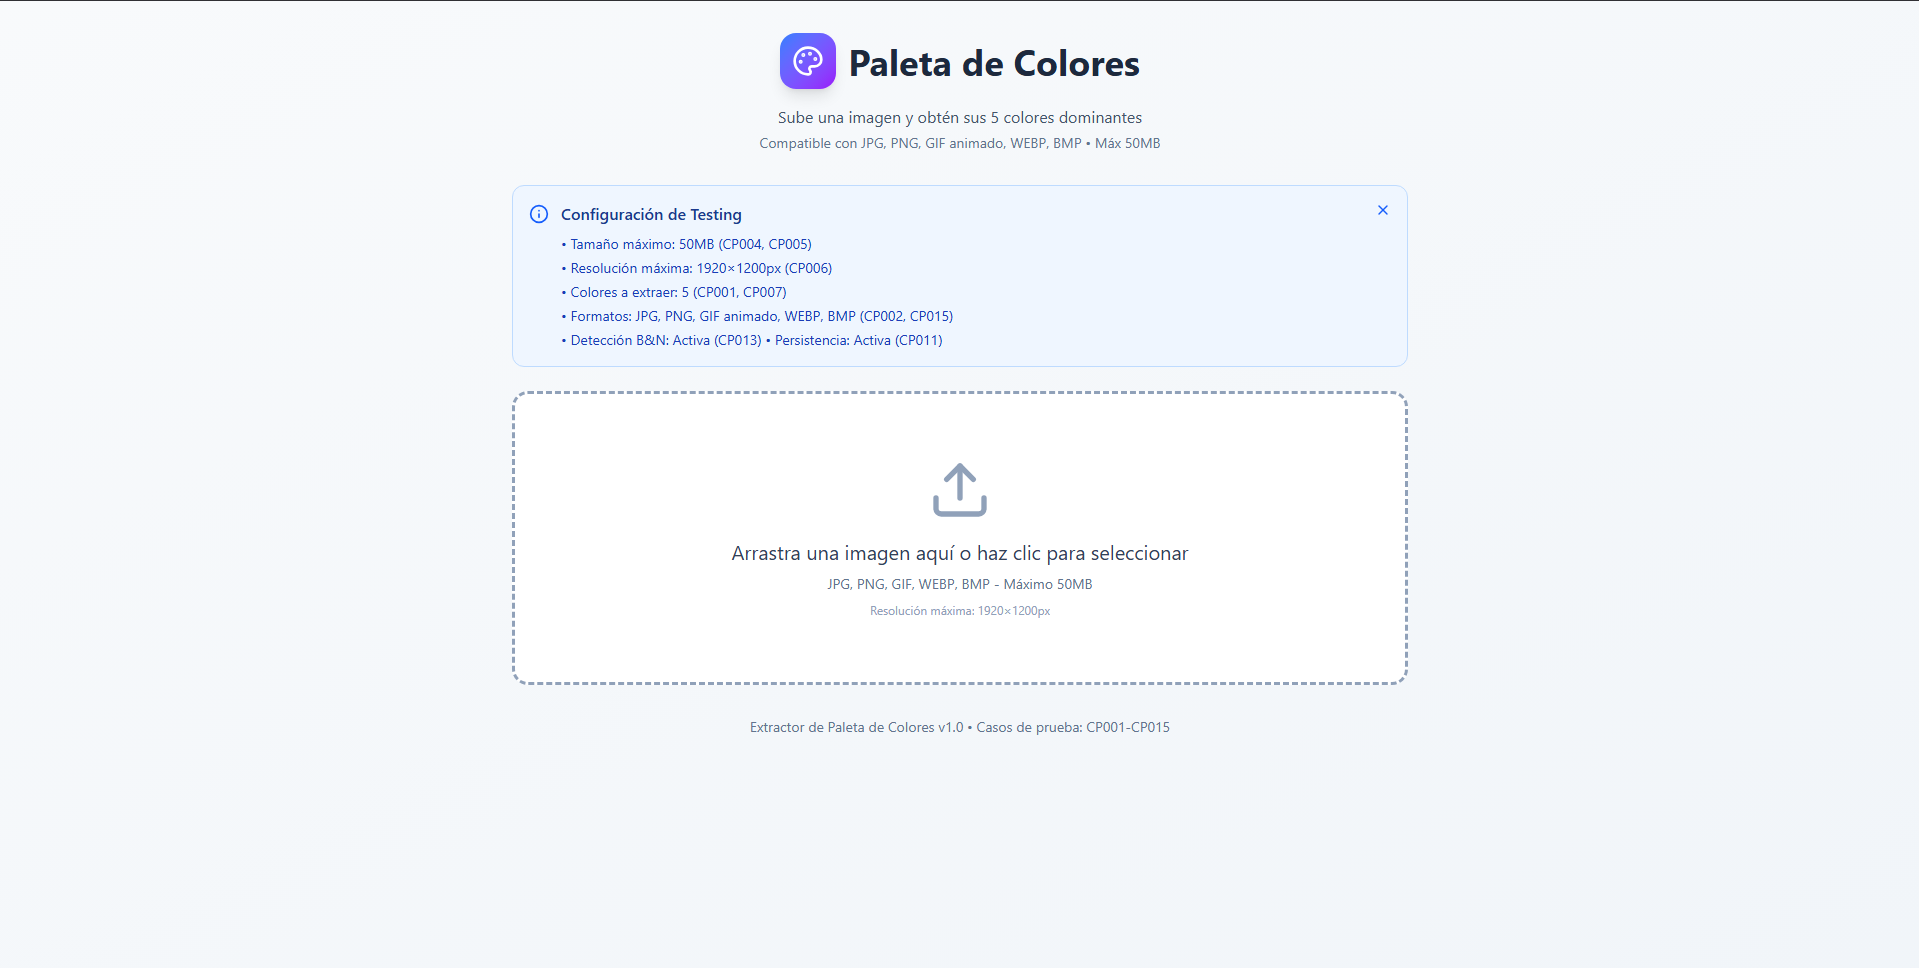 Paleta de Colores
Sube una imagen y obtén sus 5 colores dominantes
Compatible con JPG, PNG, GIF animado, WEBP, BMP • Máx 50MB
Configuración de Testing
• Tamaño máximo: 50MB (CP004, CP005)
• Resolución máxima: 1920×1200px (CP006)
• Colores a extraer: 5 (CP001, CP007)
• Formatos: JPG, PNG, GIF animado, WEBP, BMP (CP002, CP015)
• Detección B&N: Activa (CP013) • Persistencia: Activa (CP011)
Arrastra una imagen aquí o haz clic para seleccionar
JPG, PNG, GIF, WEBP, BMP - Máximo 50MB
Resolución máxima: 1920×1200px
Extractor de Paleta de Colores v1.0 • Casos de prueba: CP001-CP015